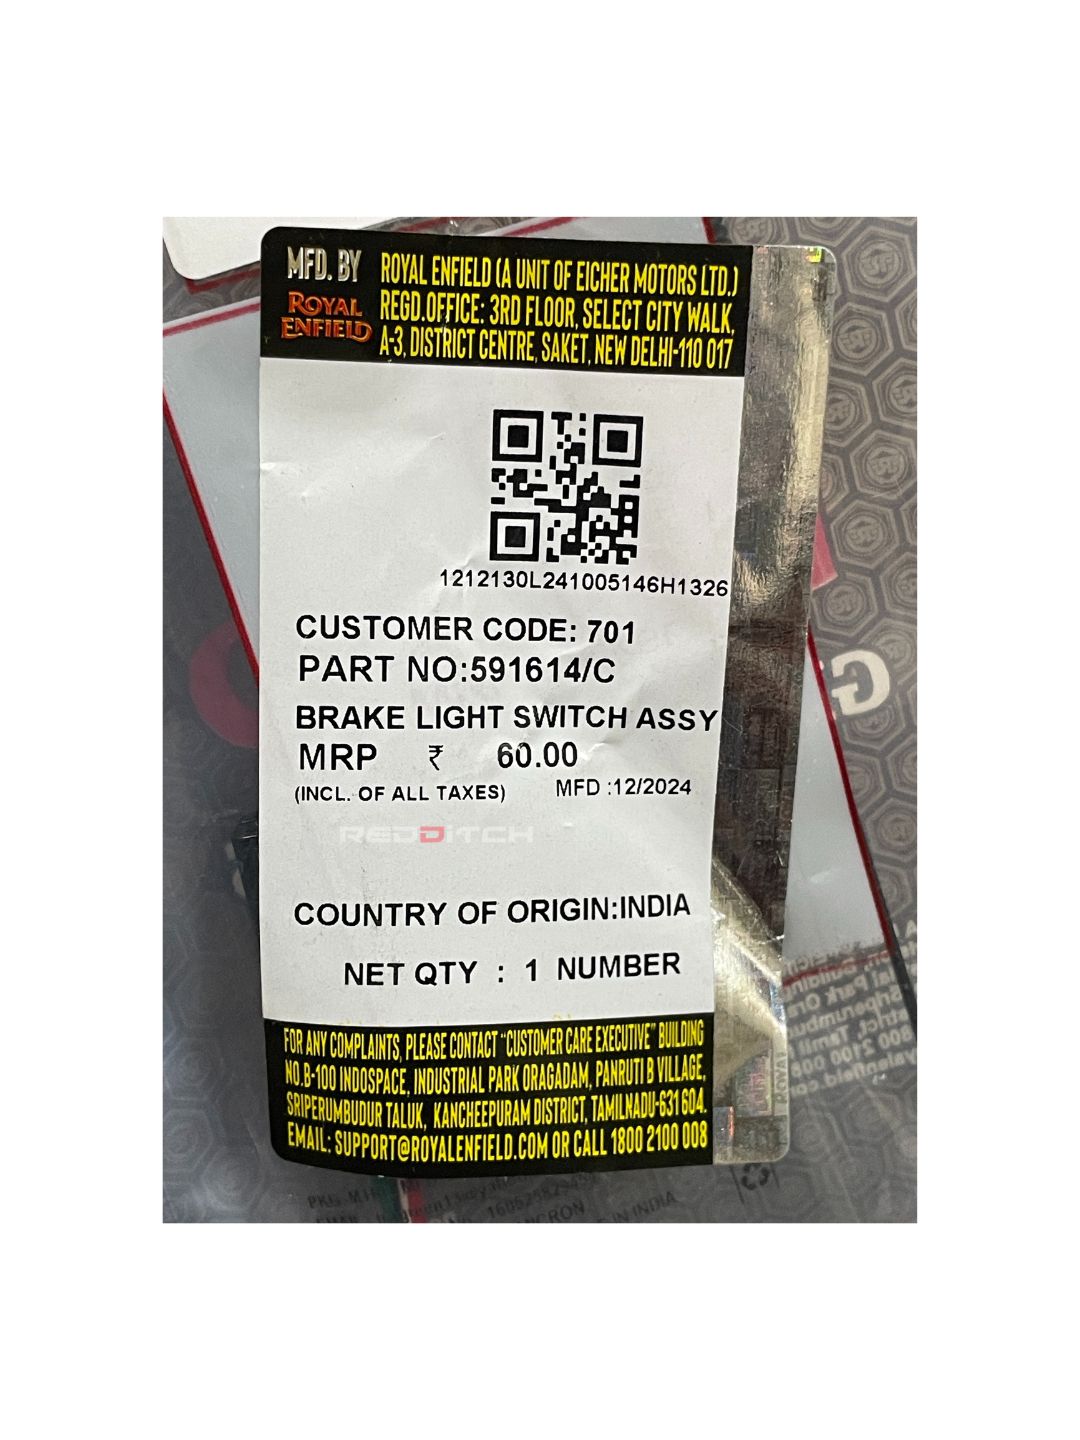 MFD. BY
ROYAL ENFIELD
ROYAL ENFIELD (A UNIT OF EICHER MOTORS LTD.)
REGD.OFFICE: 3RD FLOOR, SELECT CITY WALK,
A-3, DISTRICT CENTRE, SAKET, NEW DELHI-110 017
1212130L241005146H1326
CUSTOMER CODE: 701
PART NO:591614/C
BRAKE LIGHT SWITCH ASSY
MRP ₹ 60.00
(INCL. OF ALL TAXES) MFD :12/2024
REDDITCH
COUNTRY OF ORIGIN:INDIA
NET QTY : 1 NUMBER
FOR ANY COMPLAINTS, PLEASE CONTACT "CUSTOMER CARE EXECUTIVE" BUILDING
NO.B-100 INDOSPACE, INDUSTRIAL PARK ORAGADAM, PANRUTI B VILLAGE,
SRIPERUMBUDUR TALUK, KANCHEEPURAM DISTRICT, TAMILNADU-631 604.
EMAIL: SUPPORT@ROYALENFIELD.COM OR CALL 1800 2100 008
IN INDIA